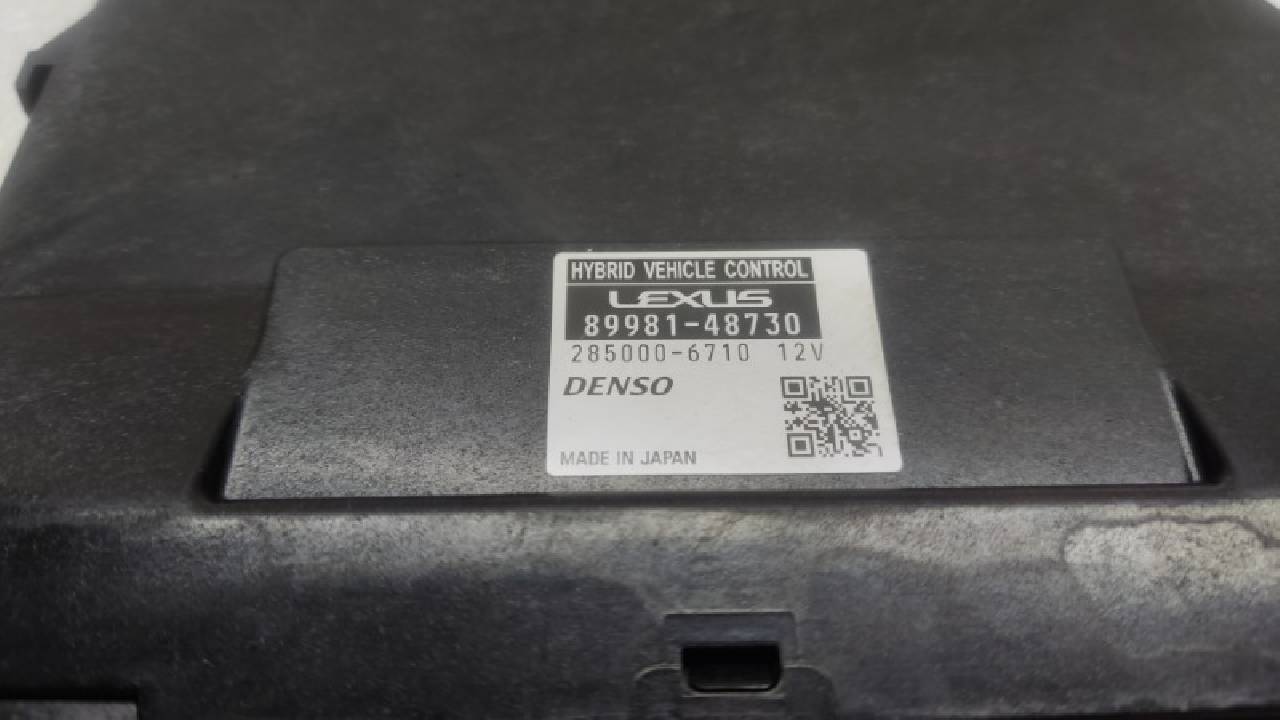 HYBRID VEHICLE CONTROL
LEXUS
89981-48730
285000-6710 12V
DENSO
MADE IN JAPAN